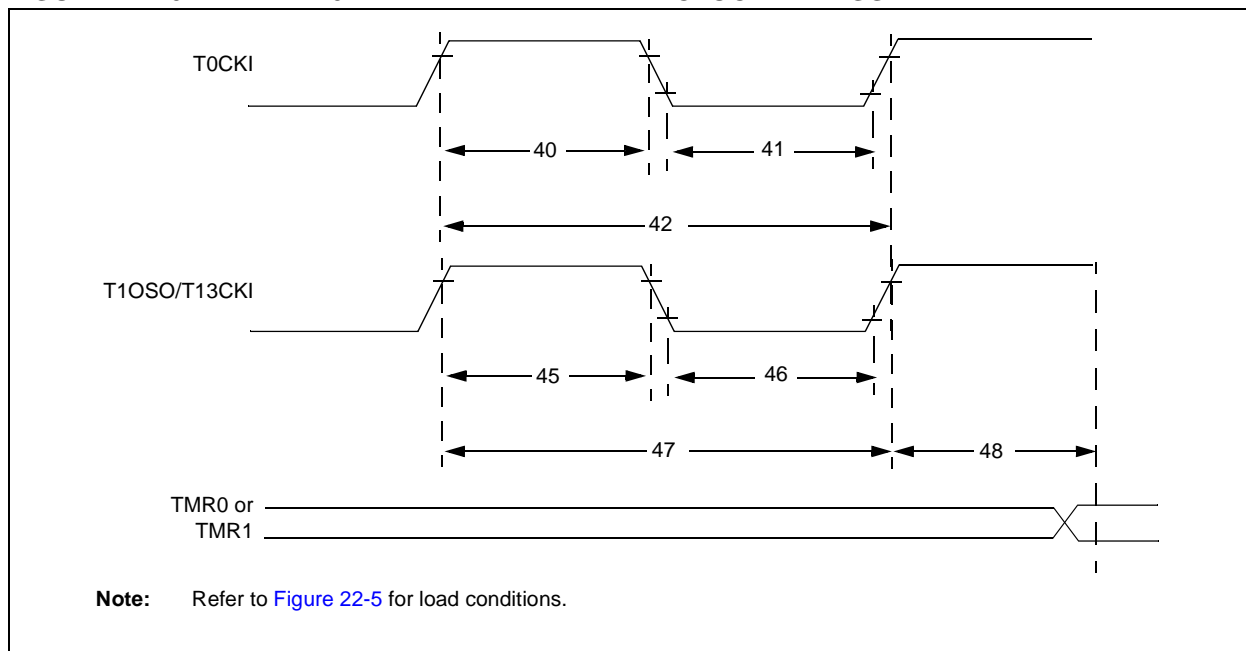 T0CKI
40
41
42
T1OSO/T13CKI
45
46
47
48
TMR0 or
TMR1
Note: Refer to Figure 22-5 for load conditions.